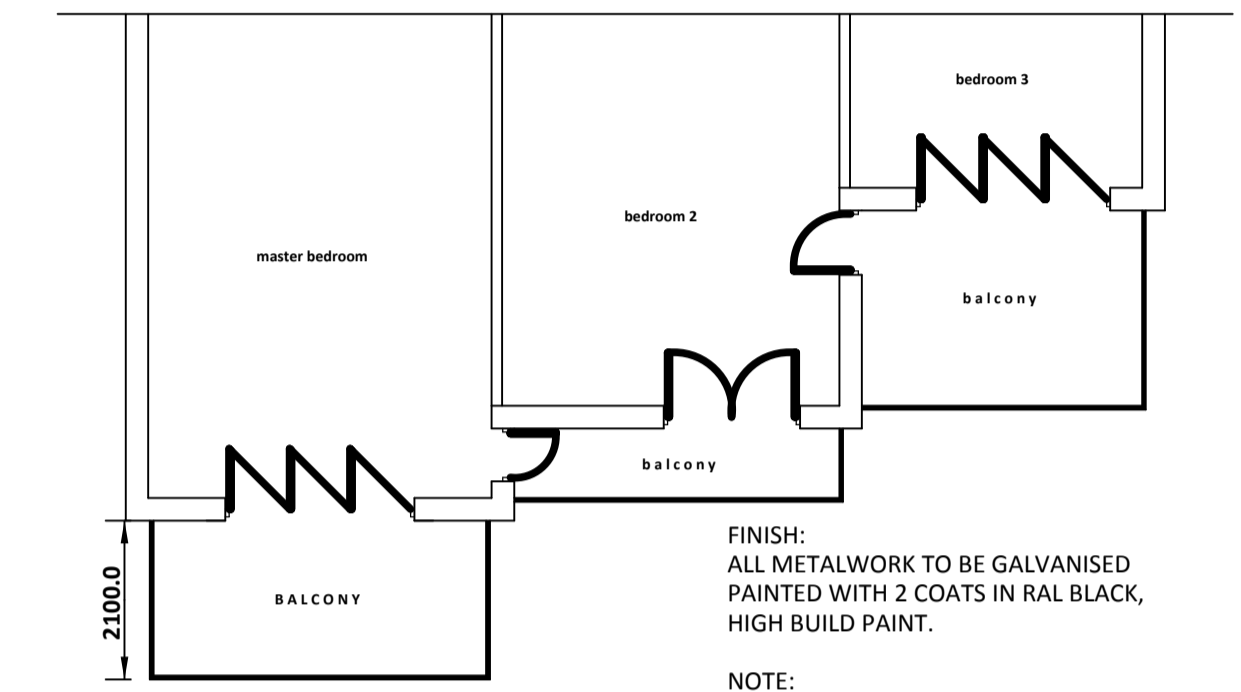 bedroom 3
bedroom 2
master bedroom
balcony
balcony
BALCONY
2100.0
FINISH:
ALL METALWORK TO BE GALVANISED
PAINTED WITH 2 COATS IN RAL BLACK,
HIGH BUILD PAINT.
NOTE: